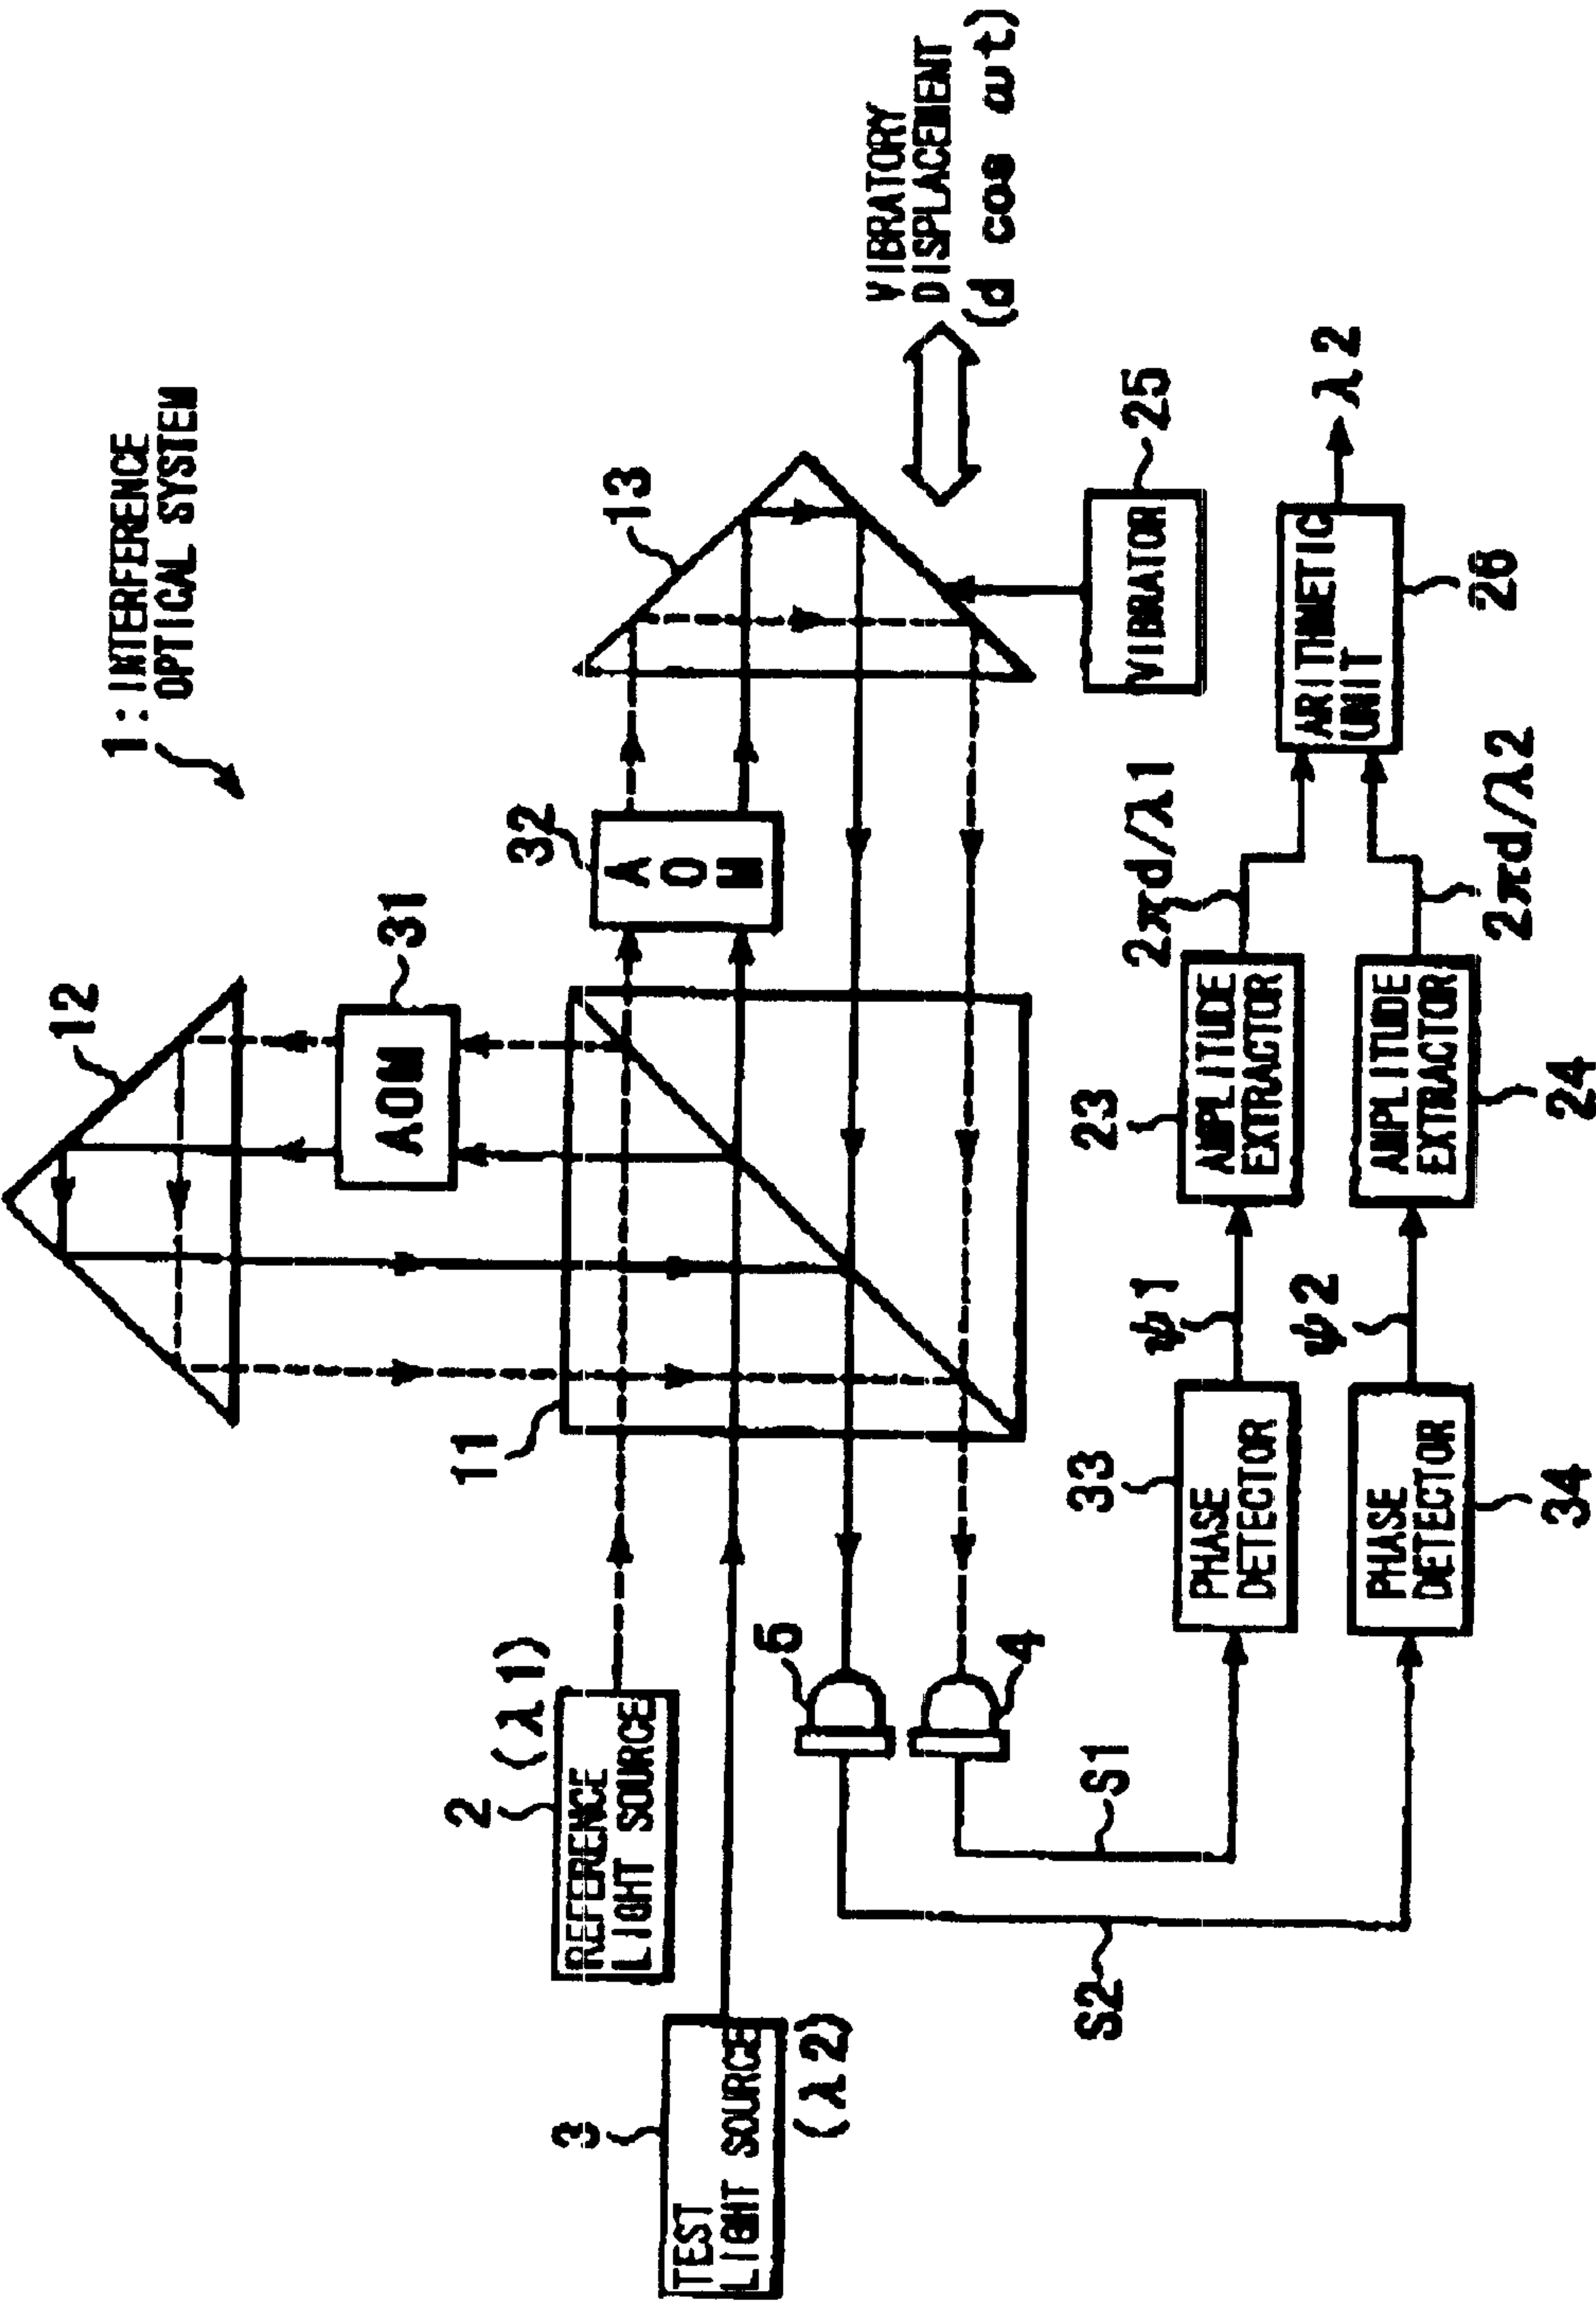 1: INTERFERENCE
OPTICAL SYSTEM
12
AOM
31
32
AOM
13
VIBRATORY
DISPLACEMENT
(d cos ωt)
11
2 (λ1)
REFERENCE
LIGHT SOURCE
3
TEST
LIGHT SOURCE
(λ2)
5
4
VIBRATOR
25
S1
S2
33
PHASE
DETECTOR
ψ1
23
AMPLITUDE
EXTRACTOR
2πd/λ1
PHASE
DETECTOR
34
ψ2
AMPLITUDE
EXTRACTOR
24
2πd/λ2
ARITHMETIC
UNIT
26
λ2